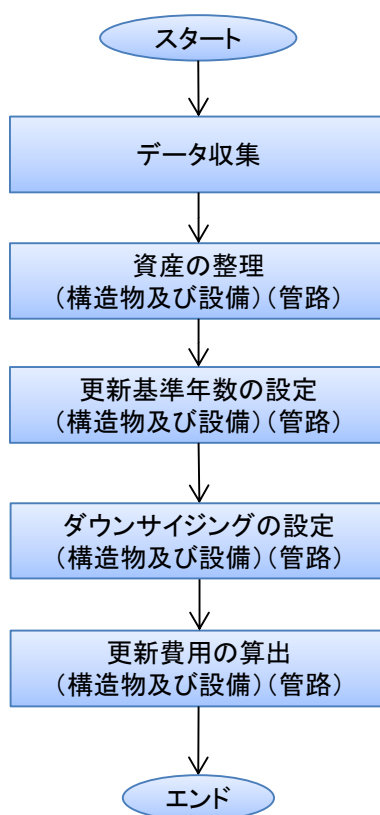 スタート
データ収集
資産の整理
（構造物及び設備）（管路）
更新基準年数の設定
（構造物及び設備）（管路）
ダウンサイジングの設定
（構造物及び設備）（管路）
更新費用の算出
（構造物及び設備）（管路）
エンド